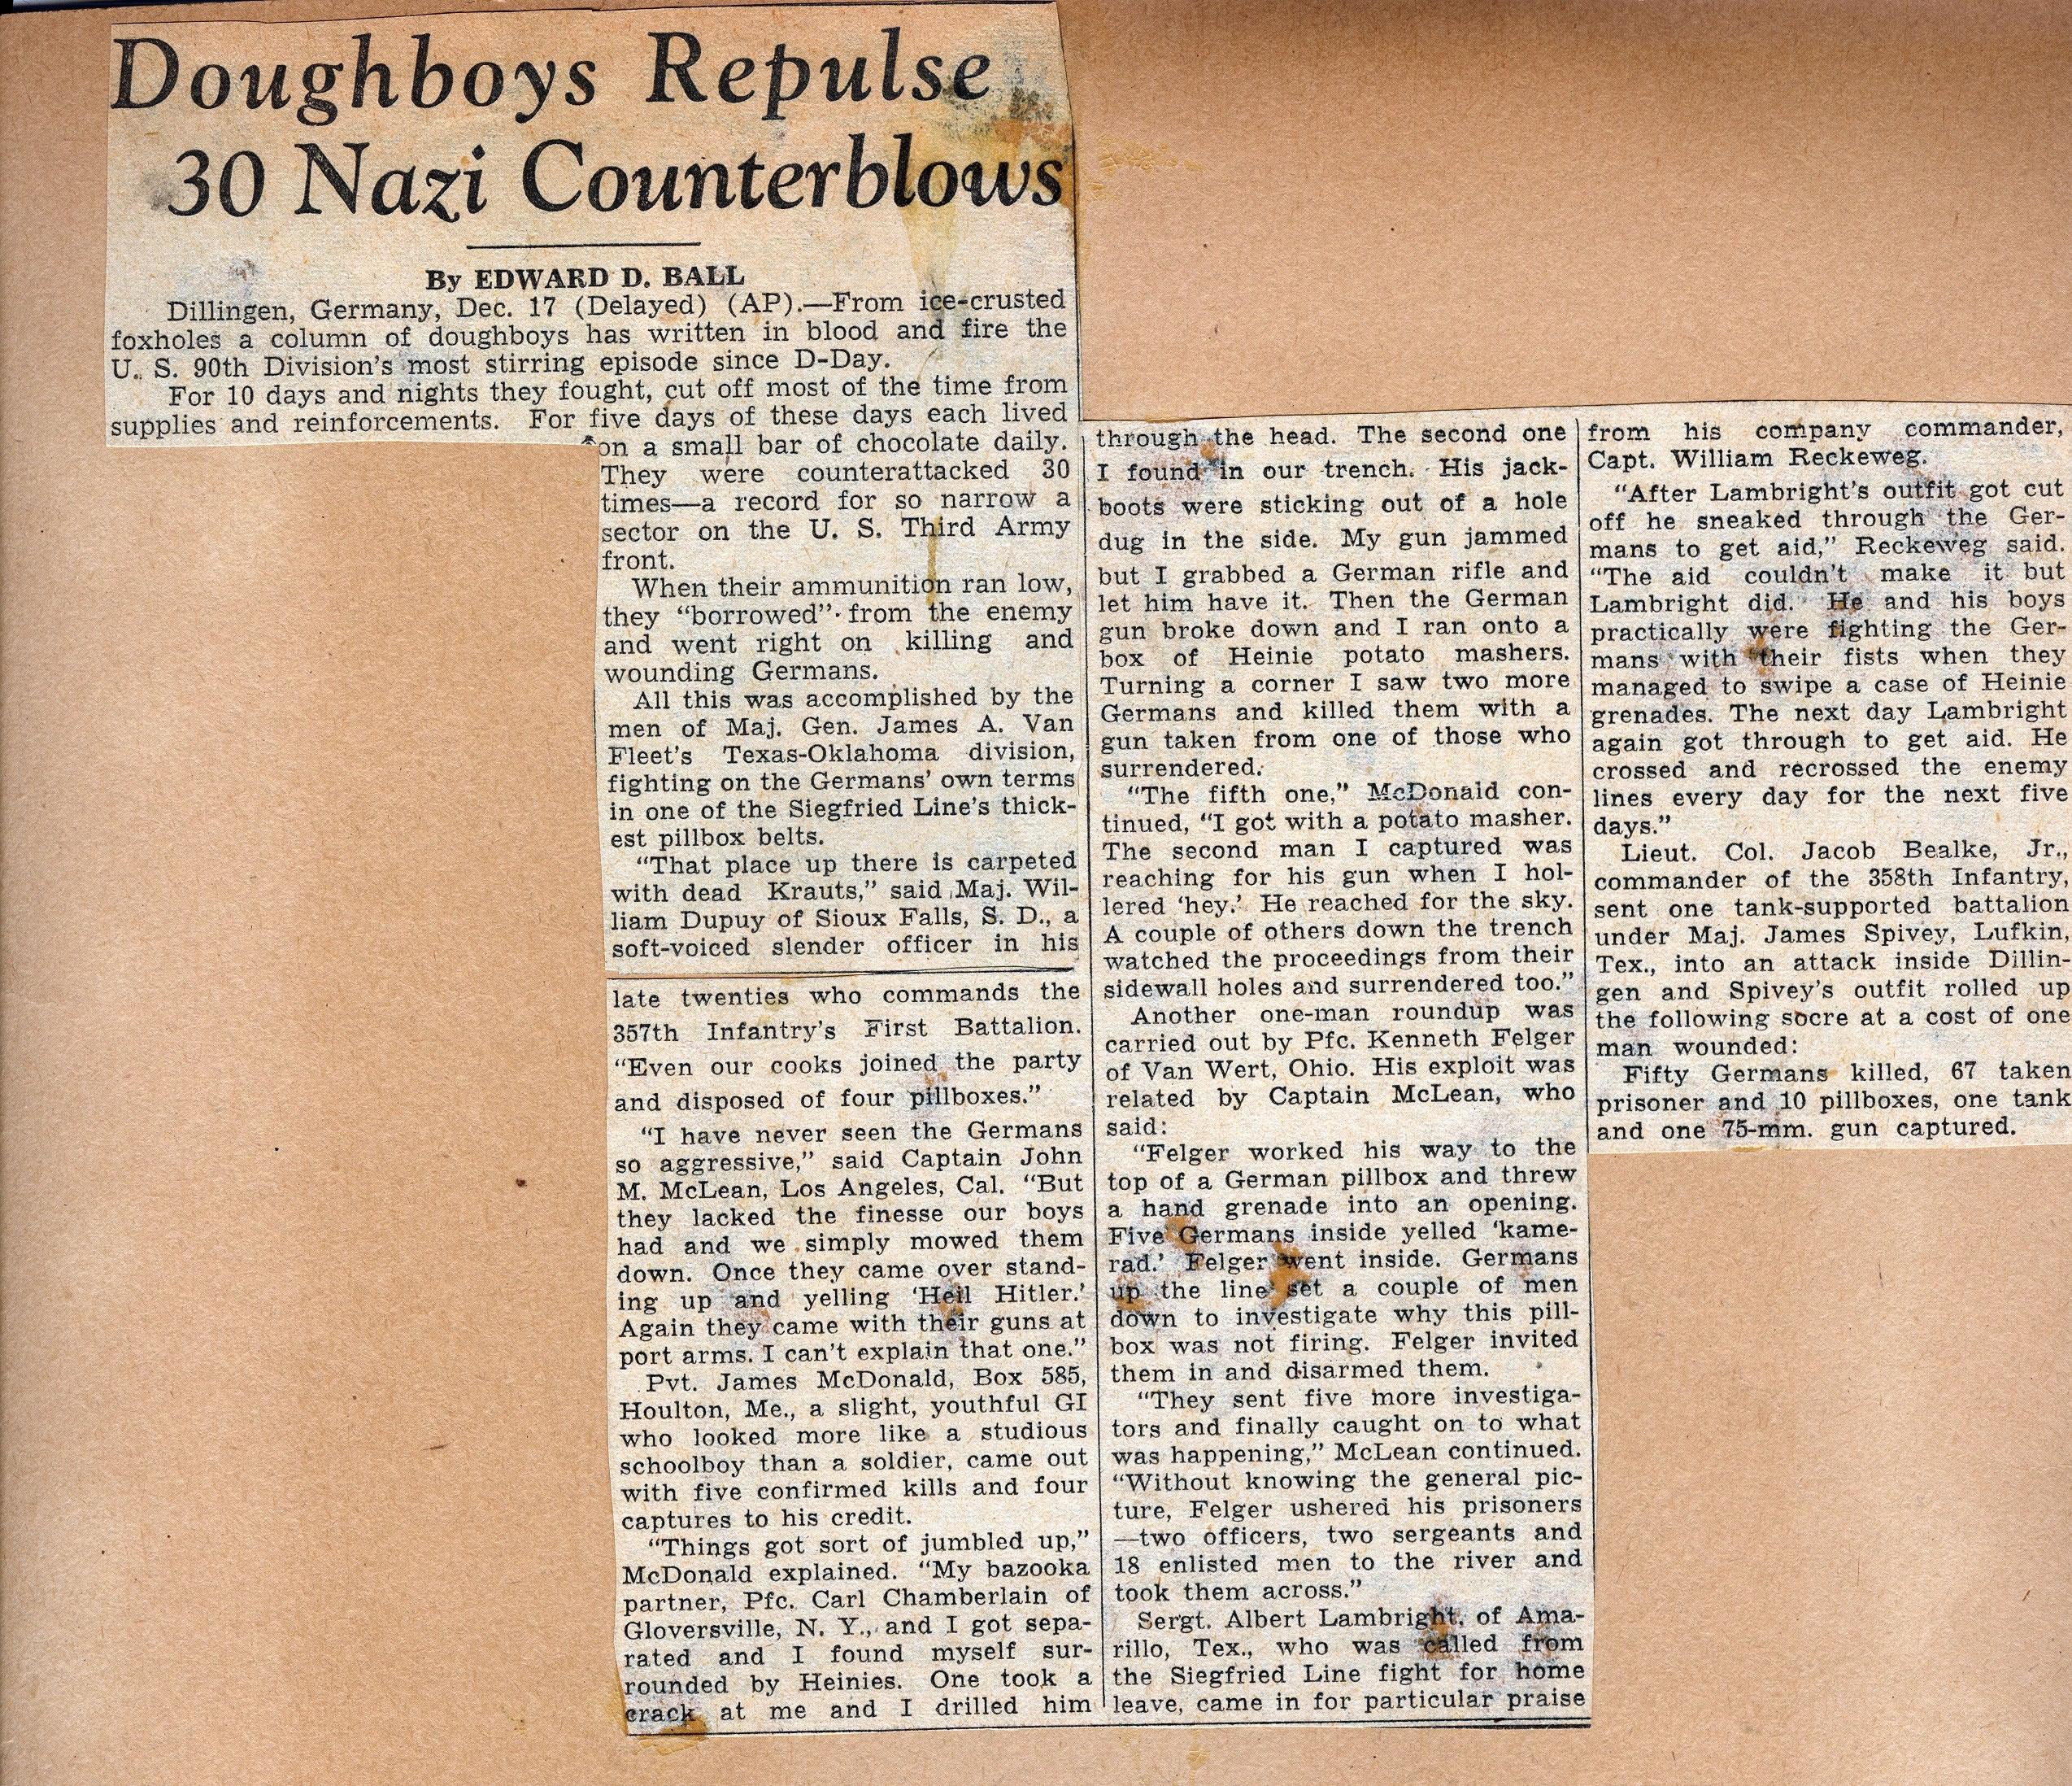 Doughboys Repulse
30 Nazi Counterblows
By EDWARD D. BALL
Dillingen, Germany, Dec. 17 (Delayed) (AP).—From ice-crusted
foxholes a column of doughboys has written in blood and fire the
U. S. 90th Division's most stirring episode since D-Day.
For 10 days and nights they fought, cut off most of the time from
supplies and reinforcements. For five days of these days each lived
on a small bar of chocolate daily.
They were counterattacked 30
times—a record for so narrow a
sector on the U. S. Third Army
front.
When their ammunition ran low,
they “borrowed” from the enemy
and went right on killing and
wounding Germans.
All this was accomplished by the
men of Maj. Gen. James A. Van
Fleet's Texas-Oklahoma division,
fighting on the Germans' own terms
in one of the Siegfried Line's thick-
est pillbox belts.
“That place up there is carpeted
with dead Krauts,” said Maj. Wil-
liam Dupuy of Sioux Falls, S. D., a
soft-voiced slender officer in his
late twenties who commands the
357th Infantry's First Battalion.
“Even our cooks joined the party
and disposed of four pillboxes.”
“I have never seen the Germans
so aggressive,” said Captain John
M. McLean, Los Angeles, Cal. “But
they lacked the finesse our boys
had and we simply mowed them
down. Once they came over stand-
ing up and yelling ‘Heil Hitler.’
Again they came with their guns at
port arms. I can't explain that one.”
Pvt. James McDonald, Box 585,
Houlton, Me., a slight, youthful GI
who looked more like a studious
schoolboy than a soldier, came out
with five confirmed kills and four
captures to his credit.
“Things got sort of jumbled up,”
McDonald explained. “My bazooka
partner, Pfc. Carl Chamberlain of
Gloversville, N. Y., and I got sepa-
rated and I found myself sur-
rounded by Heinies. One took a
crack at me and I drilled him
through the head. The second one
I found in our trench. His jack-
boots were sticking out of a hole
dug in the side. My gun jammed
but I grabbed a German rifle and
let him have it. Then the German
gun broke down and I ran onto a
box of Heinie potato mashers.
Turning a corner I saw two more
Germans and killed them with a
gun taken from one of those who
surrendered.
“The fifth one,” McDonald con-
tinued, “I got with a potato masher.
The second man I captured was
reaching for his gun when I hol-
lered ‘hey.’ He reached for the sky.
A couple of others down the trench
watched the proceedings from their
sidewall holes and surrendered too.”
Another one-man roundup was
carried out by Pfc. Kenneth Felger
of Van Wert, Ohio. His exploit was
related by Captain McLean, who
said:
“Felger worked his way to the
top of a German pillbox and threw
a hand grenade into an opening.
Five Germans inside yelled ‘kame-
rad.’ Felger went inside. Germans
up the line set a couple of men
down to investigate why this pill-
box was not firing. Felger invited
them in and disarmed them.
“They sent five more investiga-
tors and finally caught on to what
was happening,” McLean continued.
“Without knowing the general pic-
ture, Felger ushered his prisoners
—two officers, two sergeants and
18 enlisted men to the river and
took them across.”
Sergt. Albert Lambright, of Ama-
rillo, Tex., who was called from
the Siegfried Line fight for home
leave, came in for particular praise
from his company commander,
Capt. William Reckeweg.
“After Lambright's outfit got cut
off he sneaked through the Ger-
mans to get aid,” Reckeweg said.
“The aid couldn't make it but
Lambright did. He and his boys
practically were fighting the Ger-
mans with their fists when they
managed to swipe a case of Heinie
grenades. The next day Lambright
again got through to get aid. He
crossed and recrossed the enemy
lines every day for the next five
days.”
Lieut. Col. Jacob Bealke, Jr.,
commander of the 358th Infantry,
sent one tank-supported battalion
under Maj. James Spivey, Lufkin,
Tex., into an attack inside Dillin-
gen and Spivey's outfit rolled up
the following socre at a cost of one
man wounded:
Fifty Germans killed, 67 taken
prisoner and 10 pillboxes, one tank
and one 75-mm. gun captured.